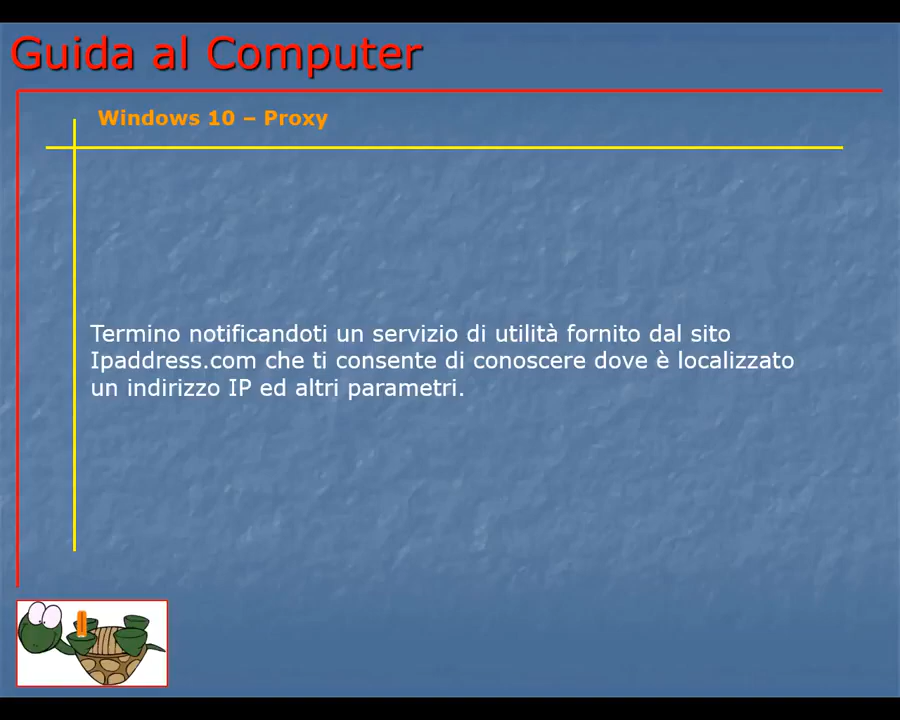 Guida al Computer
Windows 10 – Proxy
Termino notificandoti un servizio di utilità fornito dal sito
Ipaddress.com che ti consente di conoscere dove è localizzato
un indirizzo IP ed altri parametri.